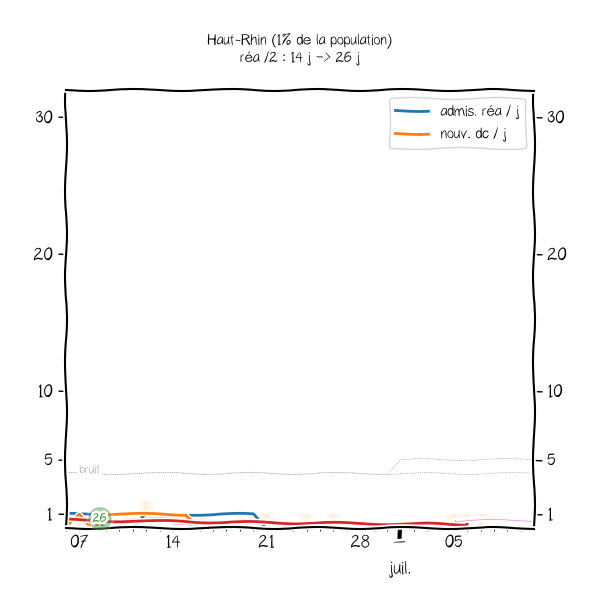 Haut-Rhin (1% de la population)
réa /2 : 14 j -> 26 j
admis. réa / j
nouv. dc / j
30
30
20
20
10
10
5
5
bruit
1
1
26
07
14
21
28
1
05
juil.